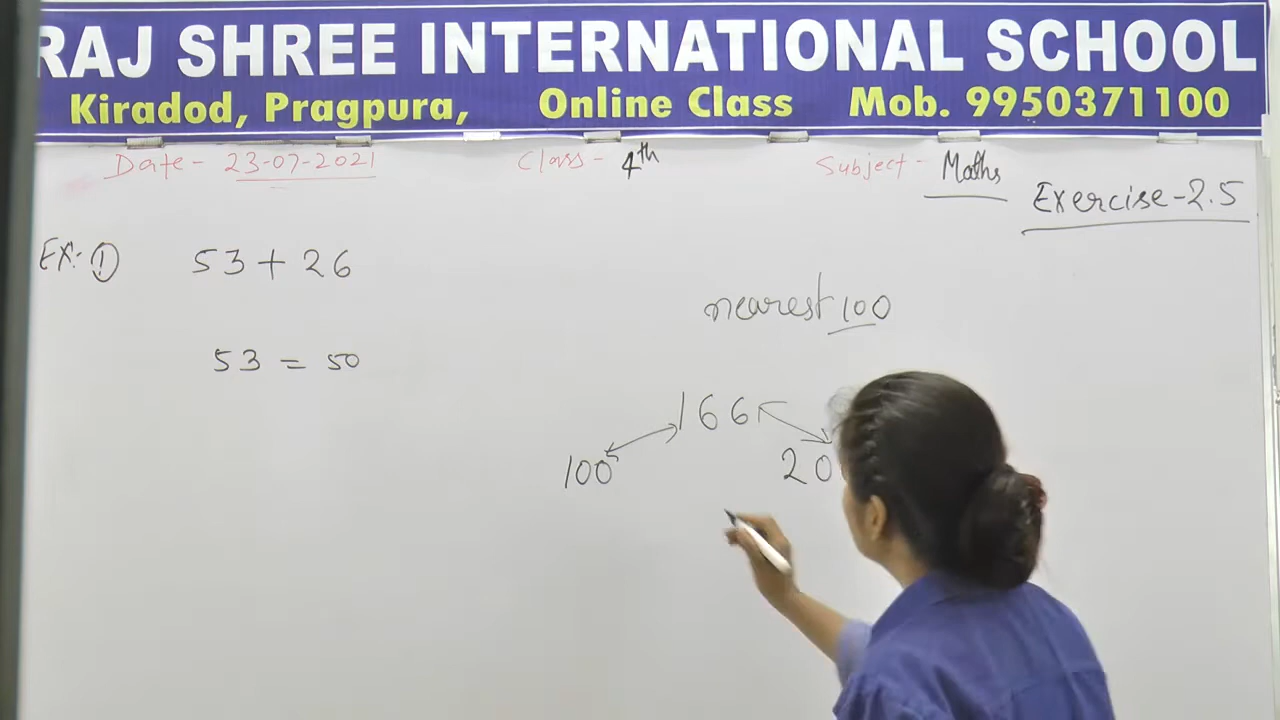 RAJ SHREE INTERNATIONAL SCHOOL
Kiradod, Pragpura, Online Class Mob. 9950371100
Date - 23-07-2021 Class - 4th Subject - Maths
Exercise-2.5
EX:- ① 53 + 26
nearest 100
53 = 50
166
100 20